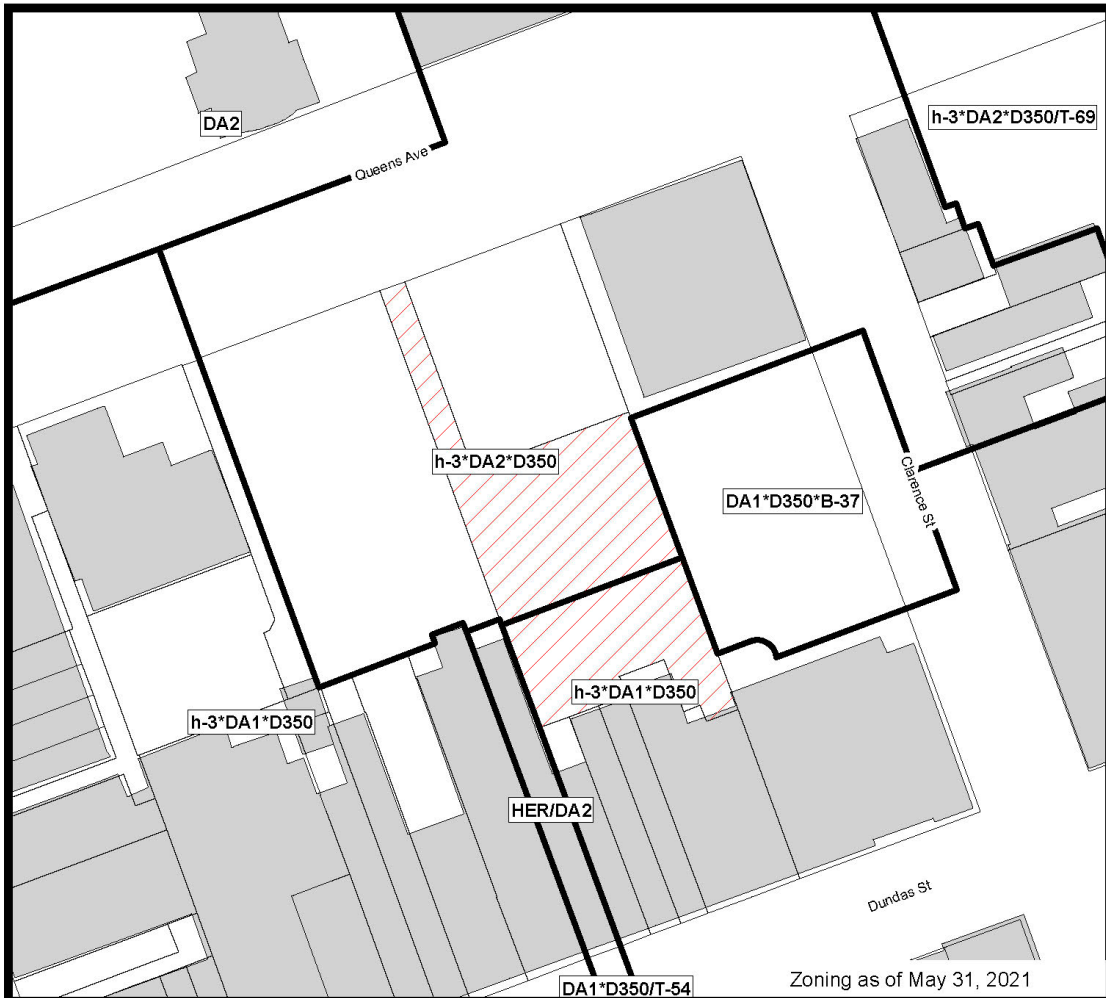 h-3*DA2*D350/T-69
DA2
Queens Ave
h-3*DA2*D350
DA1*D350*B-37
Clarence St
h-3*DA1*D350
h-3*DA1*D350
HER/DA2
Dundas St
DA1*D350/T-54
Zoning as of May 31, 2021